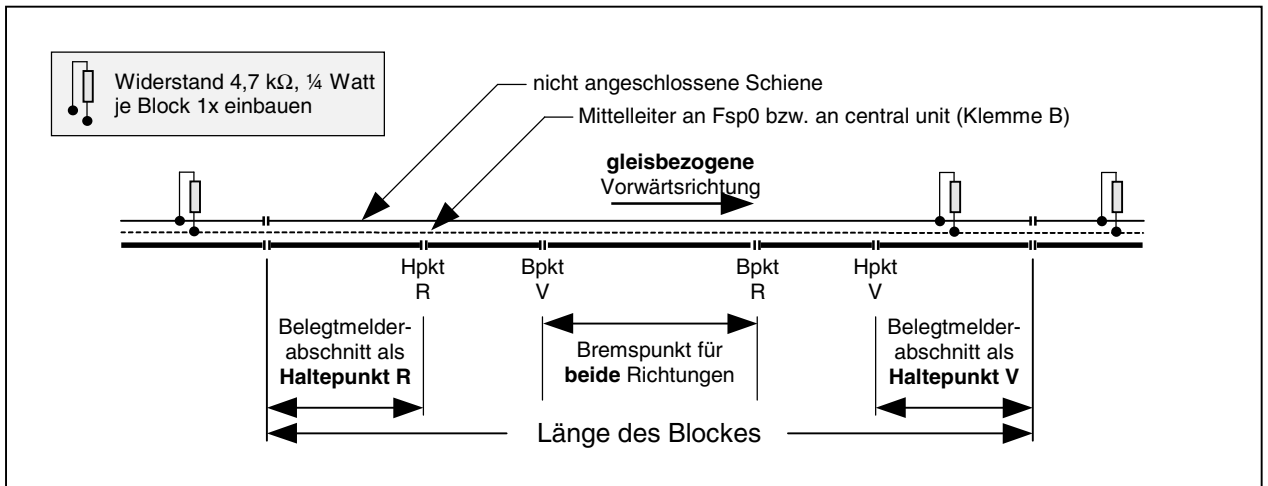 Widerstand 4,7 kΩ, ¼ Watt
je Block 1x einbauen
nicht angeschlossene Schiene
Mittelleiter an Fsp0 bzw. an central unit (Klemme B)
gleisbezogene
Vorwärtsrichtung
Hpkt
R
Bpkt
V
Bpkt
R
Hpkt
V
Belegtmelder-
abschnitt als
Haltepunkt R
Bremspunkt für
beide Richtungen
Belegtmelder-
abschnitt als
Haltepunkt V
Länge des Blockes